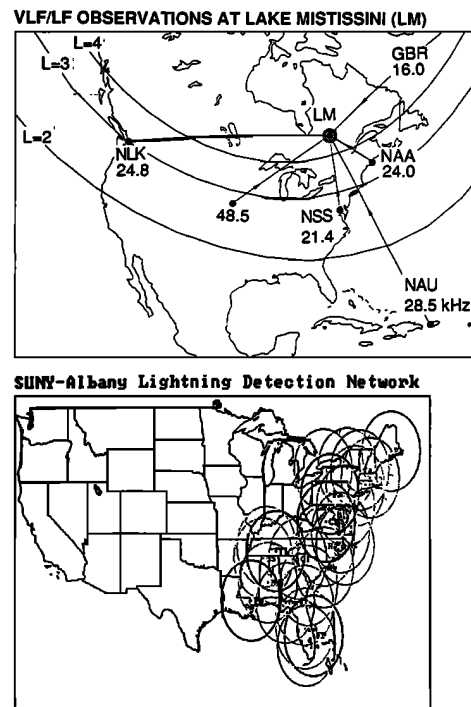 VLF/LF OBSERVATIONS AT LAKE MISTISSINI (LM)
L=4
L=3
L=2
GBR
16.0
LM
NLK
24.8
NAA
24.0
48.5
NSS
21.4
NAU
28.5 kHz
SUNY-Albany Lightning Detection Network